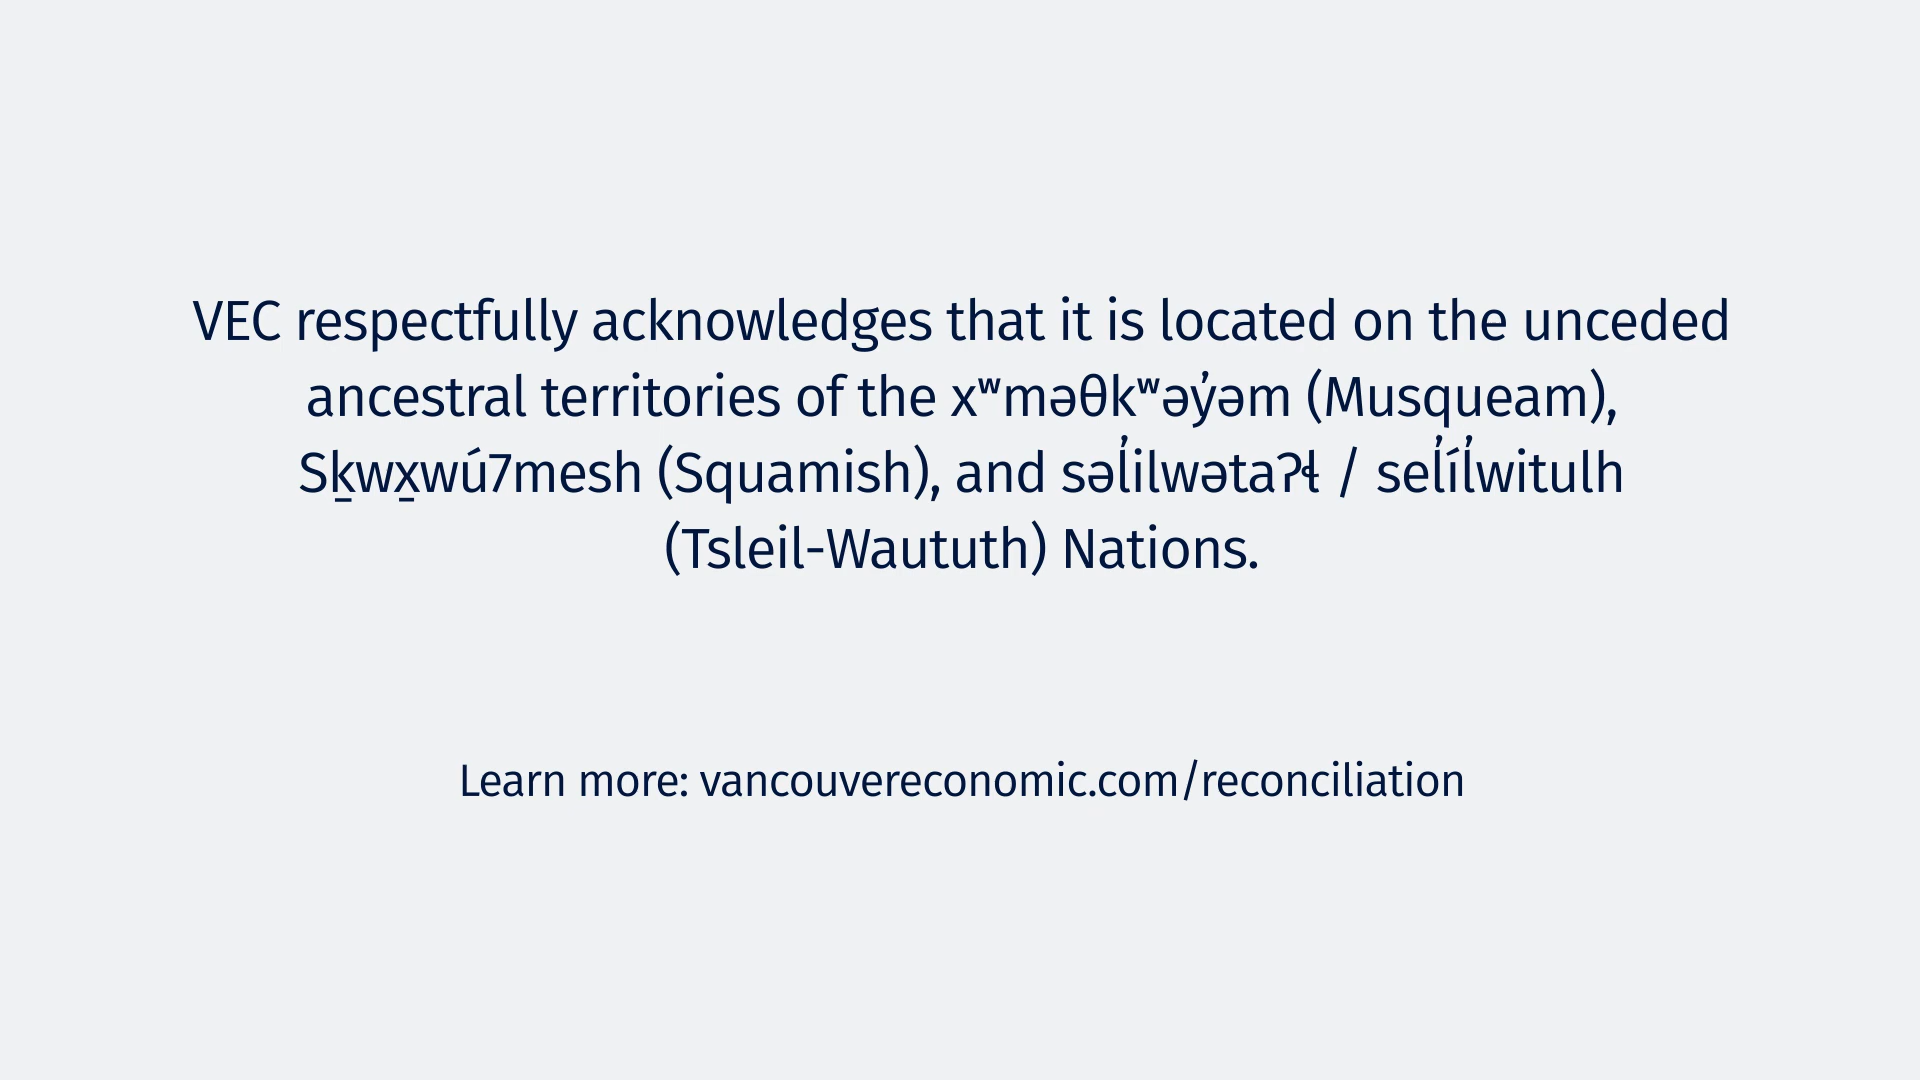 VEC respectfully acknowledges that it is located on the unceded
ancestral territories of the xʷməθkʷəy̓əm (Musqueam),
Sḵwx̱wú7mesh (Squamish), and səl̓ilwətaʔɬ / sel̓íl̓witulh
(Tsleil-Waututh) Nations.
Learn more: vancouvereconomic.com/reconciliation